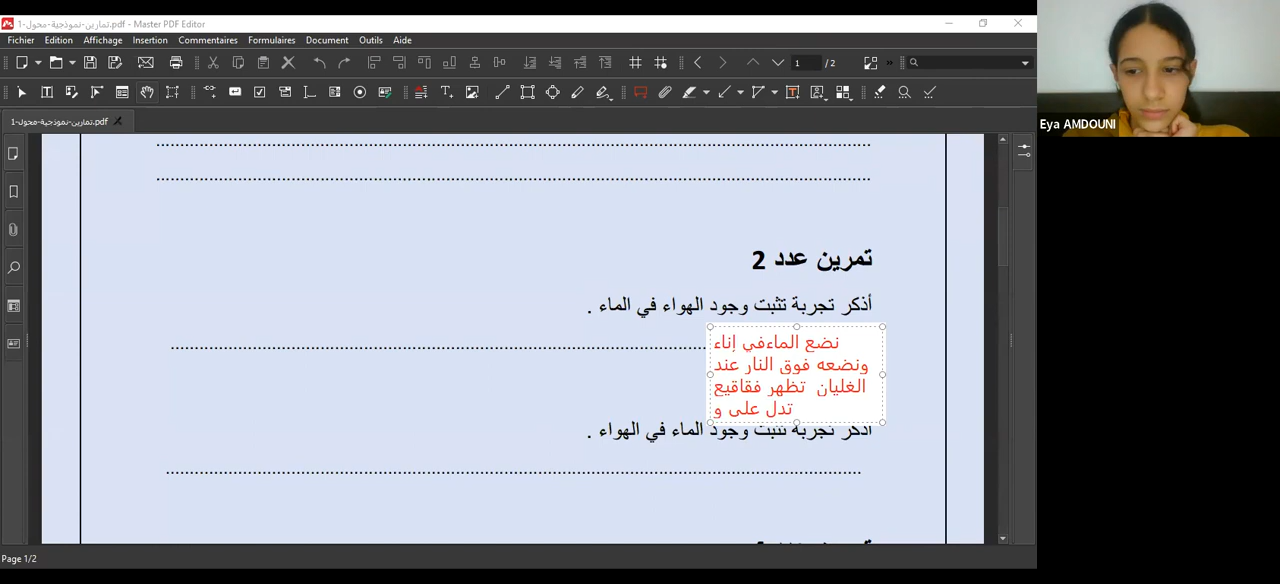 تمارين-نموذجية-محول-1.pdf - Master PDF Editor
Fichier Edition Affichage Insertion Commentaires Formulaires Document Outils Aide
1 / 2
تمارين-نموذجية-محول-1.pdf
Eya AMDOUNI
تمرين عدد 2
أذكر تجربة تثبت وجود الهواء في الماء .
نضع الماءفي إناء
ونضعه فوق النار عند
الغليان تظهر فقاقيع
تدل على و
أذكر تجربة تثبت وجود الماء في الهواء .
Page 1/2